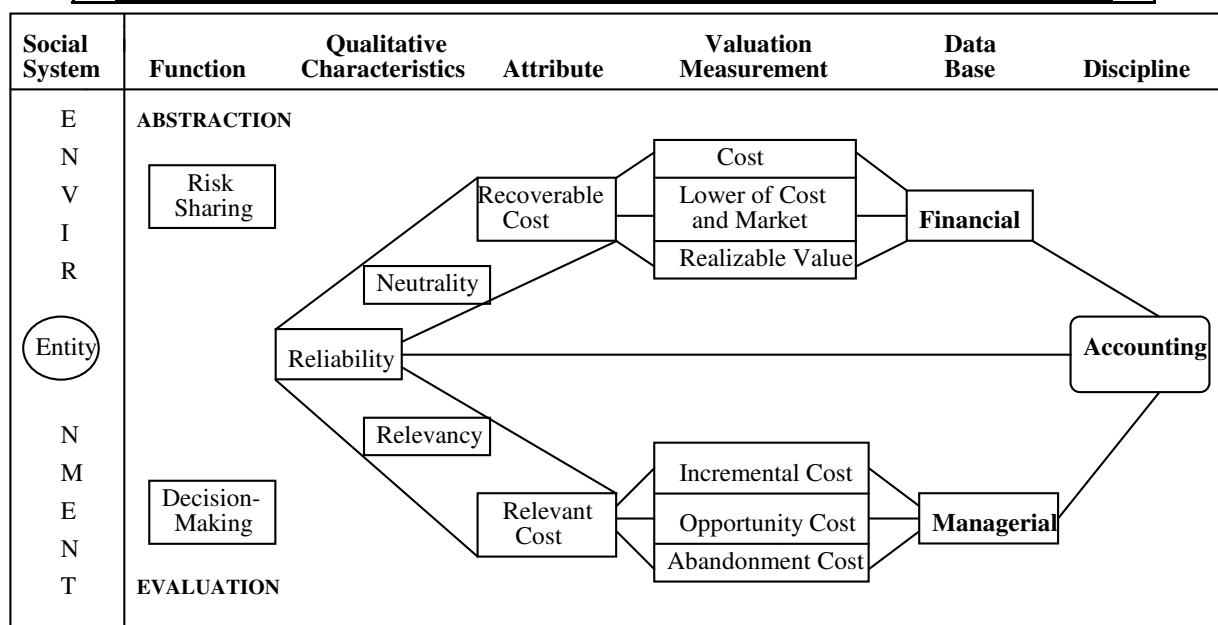 Social System
Function
Qualitative Characteristics
Attribute
Valuation Measurement
Data Base
Discipline
E
N
V
I
R
Entity
N
M
E
N
T
ABSTRACTION
Risk
Sharing
Decision-
Making
EVALUATION
Neutrality
Reliability
Relevancy
Recoverable
Cost
Relevant
Cost
Cost
Lower of Cost
and Market
Realizable Value
Incremental Cost
Opportunity Cost
Abandonment Cost
Financial
Managerial
Accounting